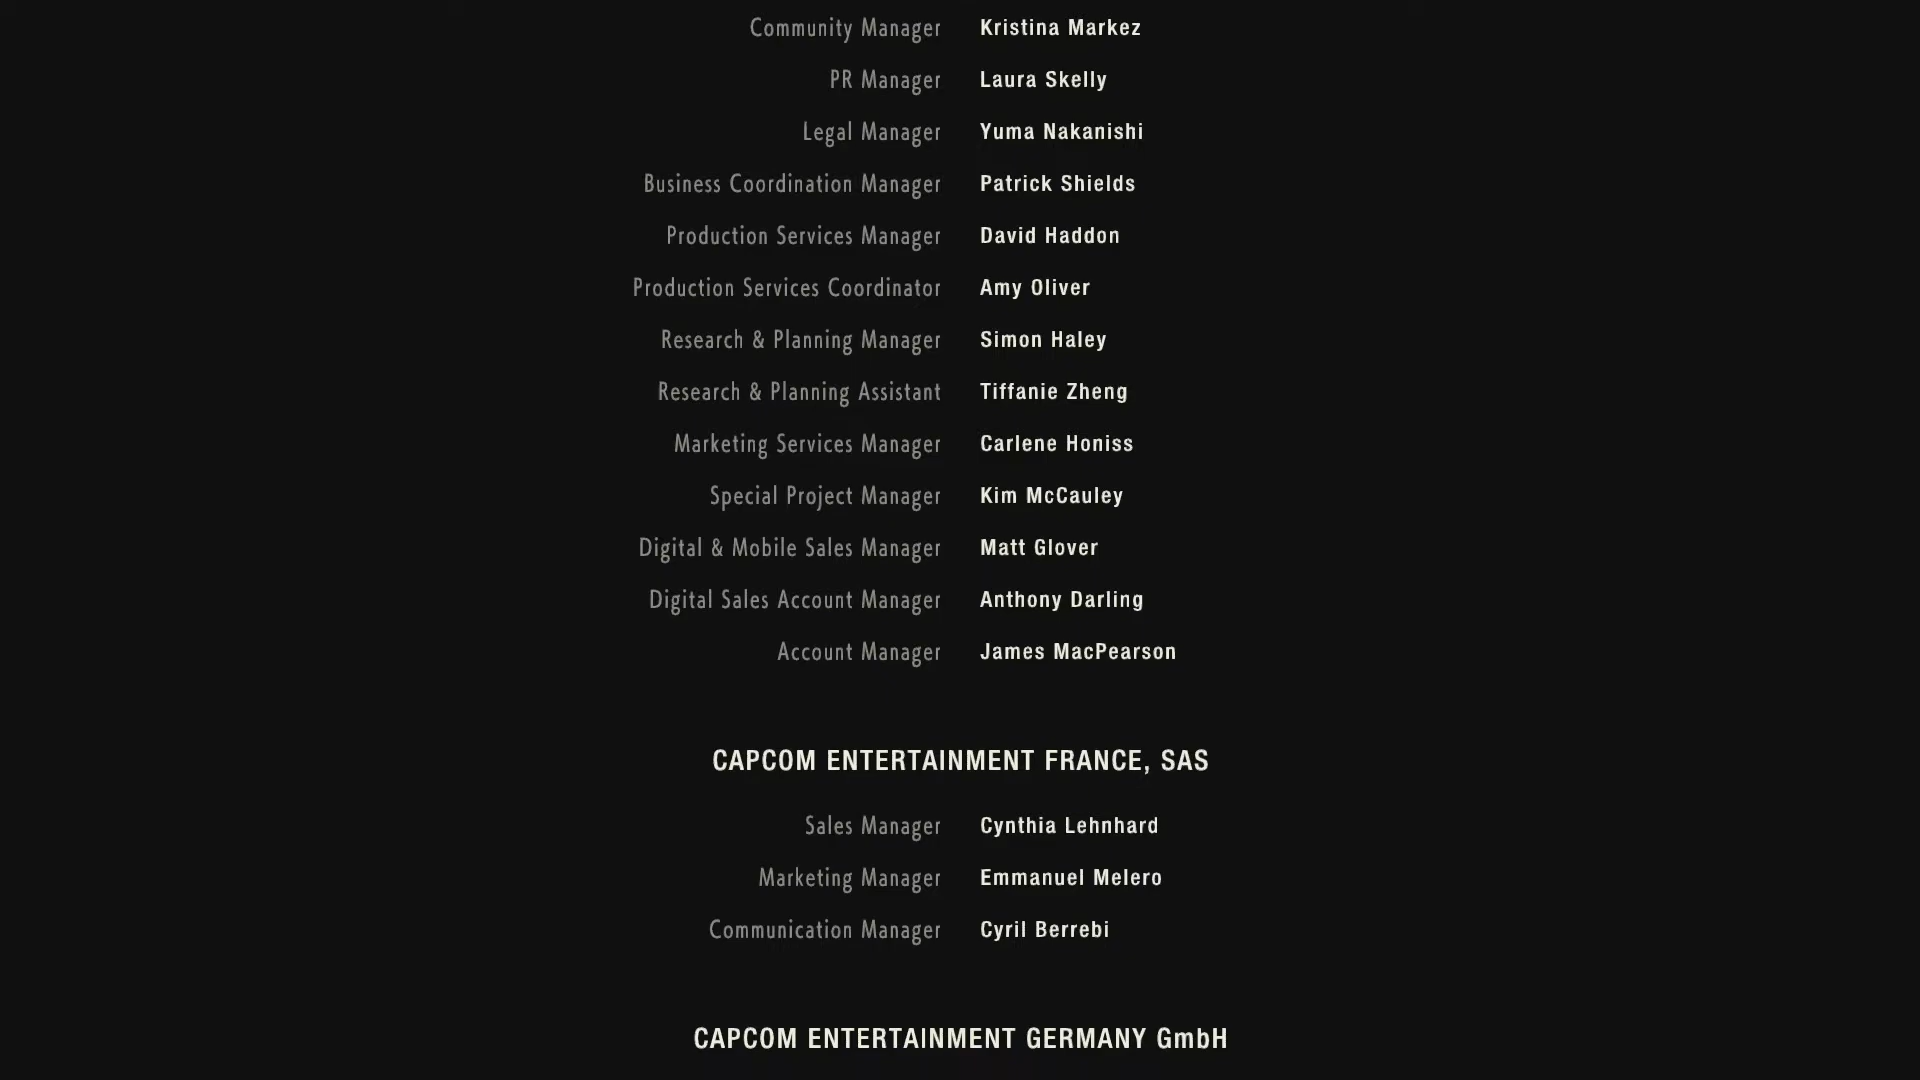 Community Manager Kristina Markez
PR Manager Laura Skelly
Legal Manager Yuma Nakanishi
Business Coordination Manager Patrick Shields
Production Services Manager David Haddon
Production Services Coordinator Amy Oliver
Research & Planning Manager Simon Haley
Research & Planning Assistant Tiffanie Zheng
Marketing Services Manager Carlene Honiss
Special Project Manager Kim McCauley
Digital & Mobile Sales Manager Matt Glover
Digital Sales Account Manager Anthony Darling
Account Manager James MacPearson
CAPCOM ENTERTAINMENT FRANCE, SAS
Sales Manager Cynthia Lehnhard
Marketing Manager Emmanuel Melero
Communication Manager Cyril Berrebi
CAPCOM ENTERTAINMENT GERMANY GmbH